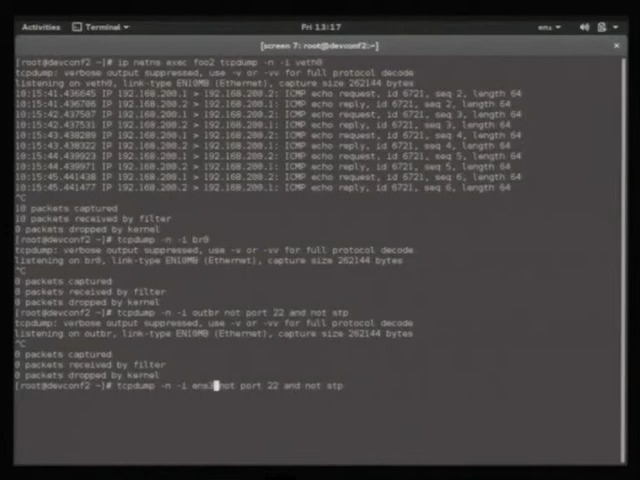 Activities Terminal Fri 13:17 en
[screen 7: root@devconf2:~]
[root@devconf2 ~]# ip netns exec foo2 tcpdump -n -i veth0
tcpdump: verbose output suppressed, use -v or -vv for full protocol decode
listening on veth0, link-type EN10MB (Ethernet), capture size 262144 bytes
10:15:41.436645 IP 192.168.200.1 > 192.168.200.2: ICMP echo request, id 6721, seq 2, length 64
10:15:41.436706 IP 192.168.200.2 > 192.168.200.1: ICMP echo reply, id 6721, seq 2, length 64
10:15:42.437507 IP 192.168.200.1 > 192.168.200.2: ICMP echo request, id 6721, seq 3, length 64
10:15:42.437531 IP 192.168.200.2 > 192.168.200.1: ICMP echo reply, id 6721, seq 3, length 64
10:15:43.438289 IP 192.168.200.1 > 192.168.200.2: ICMP echo request, id 6721, seq 4, length 64
10:15:43.438322 IP 192.168.200.2 > 192.168.200.1: ICMP echo reply, id 6721, seq 4, length 64
10:15:44.439923 IP 192.168.200.1 > 192.168.200.2: ICMP echo request, id 6721, seq 5, length 64
10:15:44.439971 IP 192.168.200.2 > 192.168.200.1: ICMP echo reply, id 6721, seq 5, length 64
10:15:45.441438 IP 192.168.200.1 > 192.168.200.2: ICMP echo request, id 6721, seq 6, length 64
10:15:45.441477 IP 192.168.200.2 > 192.168.200.1: ICMP echo reply, id 6721, seq 6, length 64
^C
10 packets captured
10 packets received by filter
0 packets dropped by kernel
[root@devconf2 ~]# tcpdump -n -i br0
tcpdump: verbose output suppressed, use -v or -vv for full protocol decode
listening on br0, link-type EN10MB (Ethernet), capture size 262144 bytes
^C
0 packets captured
0 packets received by filter
0 packets dropped by kernel
[root@devconf2 ~]# tcpdump -n -i outbr not port 22 and not stp
tcpdump: verbose output suppressed, use -v or -vv for full protocol decode
listening on outbr, link-type EN10MB (Ethernet), capture size 262144 bytes
^C
0 packets captured
0 packets received by filter
0 packets dropped by kernel
[root@devconf2 ~]# tcpdump -n -i ens3 not port 22 and not stp